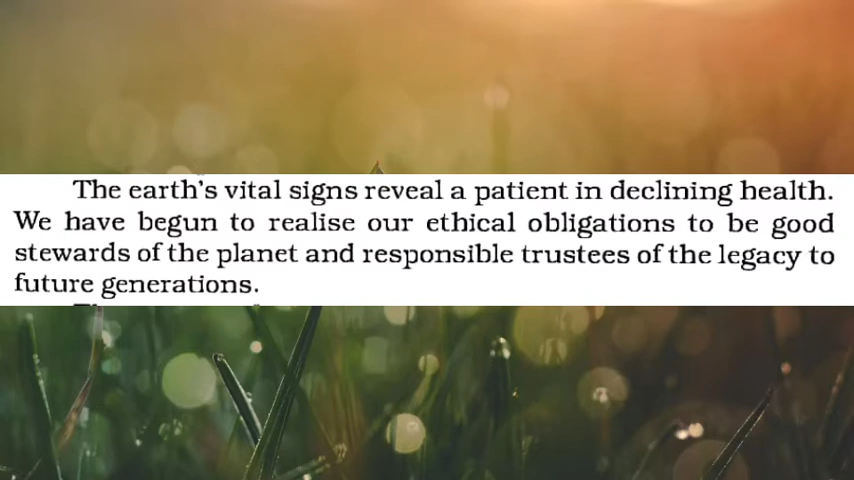 The earth's vital signs reveal a patient in declining health.
We have begun to realise our ethical obligations to be good
stewards of the planet and responsible trustees of the legacy to
future generations.